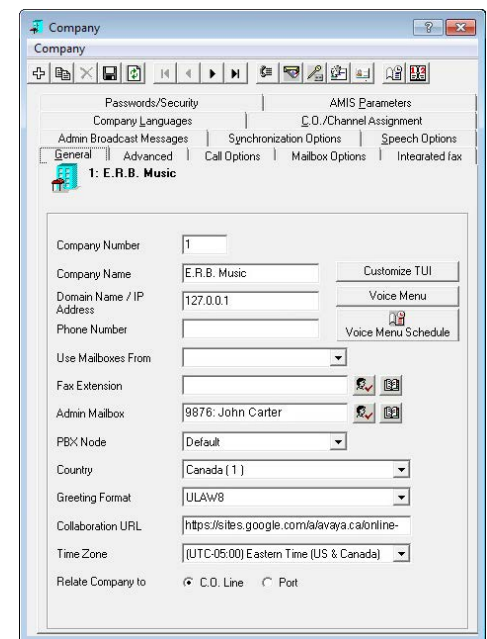 Company
Company
Passwords/Security AMIS Parameters
Company Languages C.O./Channel Assignment
Admin Broadcast Messages Synchronization Options Speech Options
General Advanced Call Options Mailbox Options Integrated fax
1: E.R.B. Music
Company Number 1
Company Name E.R.B. Music Customize TUI
Domain Name / IP Address 127.0.0.1 Voice Menu
Phone Number Voice Menu Schedule
Use Mailboxes From
Fax Extension
Admin Mailbox 9876: John Carter
PBX Node Default
Country Canada ( 1 )
Greeting Format ULAW8
Collaboration URL https://sites.google.com/a/avaya.ca/online-
Time Zone (UTC-05:00) Eastern Time (US & Canada)
Relate Company to C.O. Line Port